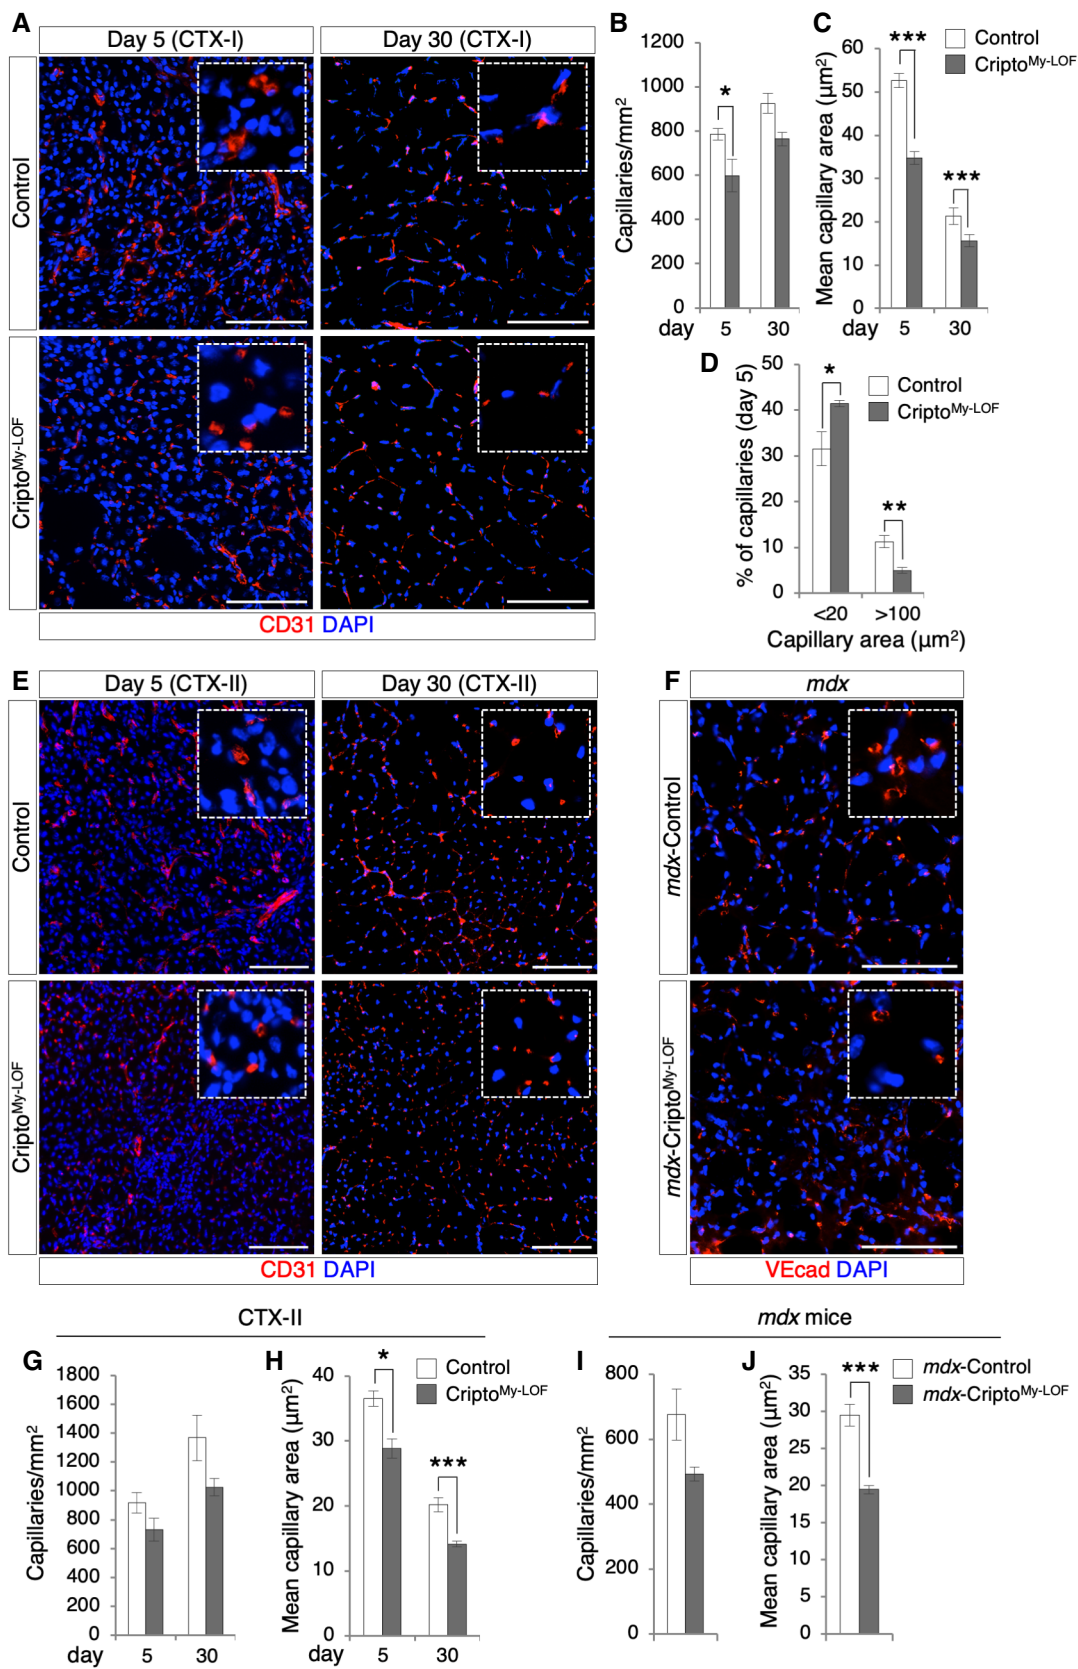 A
Day 5 (CTX-I)
Day 30 (CTX-I)
Control
Cripto^My-LOF
CD31 DAPI
B
Capillaries/mm²
1200
1000
800
600
400
200
0
*
day 5 30
C
Mean capillary area (µm²)
60
50
40
30
20
10
0
***
***
day 5 30
Control
Cripto^My-LOF
D
% of capillaries (day 5)
50
40
30
20
10
0
*
**
<20 >100
Capillary area (µm²)
Control
Cripto^My-LOF
E
Day 5 (CTX-II)
Day 30 (CTX-II)
Control
Cripto^My-LOF
CD31 DAPI
F
mdx
mdx-Control
mdx-Cripto^My-LOF
VEcad DAPI
CTX-II
G
Capillaries/mm²
1800
1600
1400
1200
1000
800
600
400
200
0
day 5 30
H
Mean capillary area (µm²)
40
30
20
10
0
*
***
day 5 30
Control
Cripto^My-LOF
mdx mice
I
Capillaries/mm²
800
600
400
200
0
J
Mean capillary area (µm²)
35
30
25
20
15
10
5
0
***
mdx-Control
mdx-Cripto^My-LOF